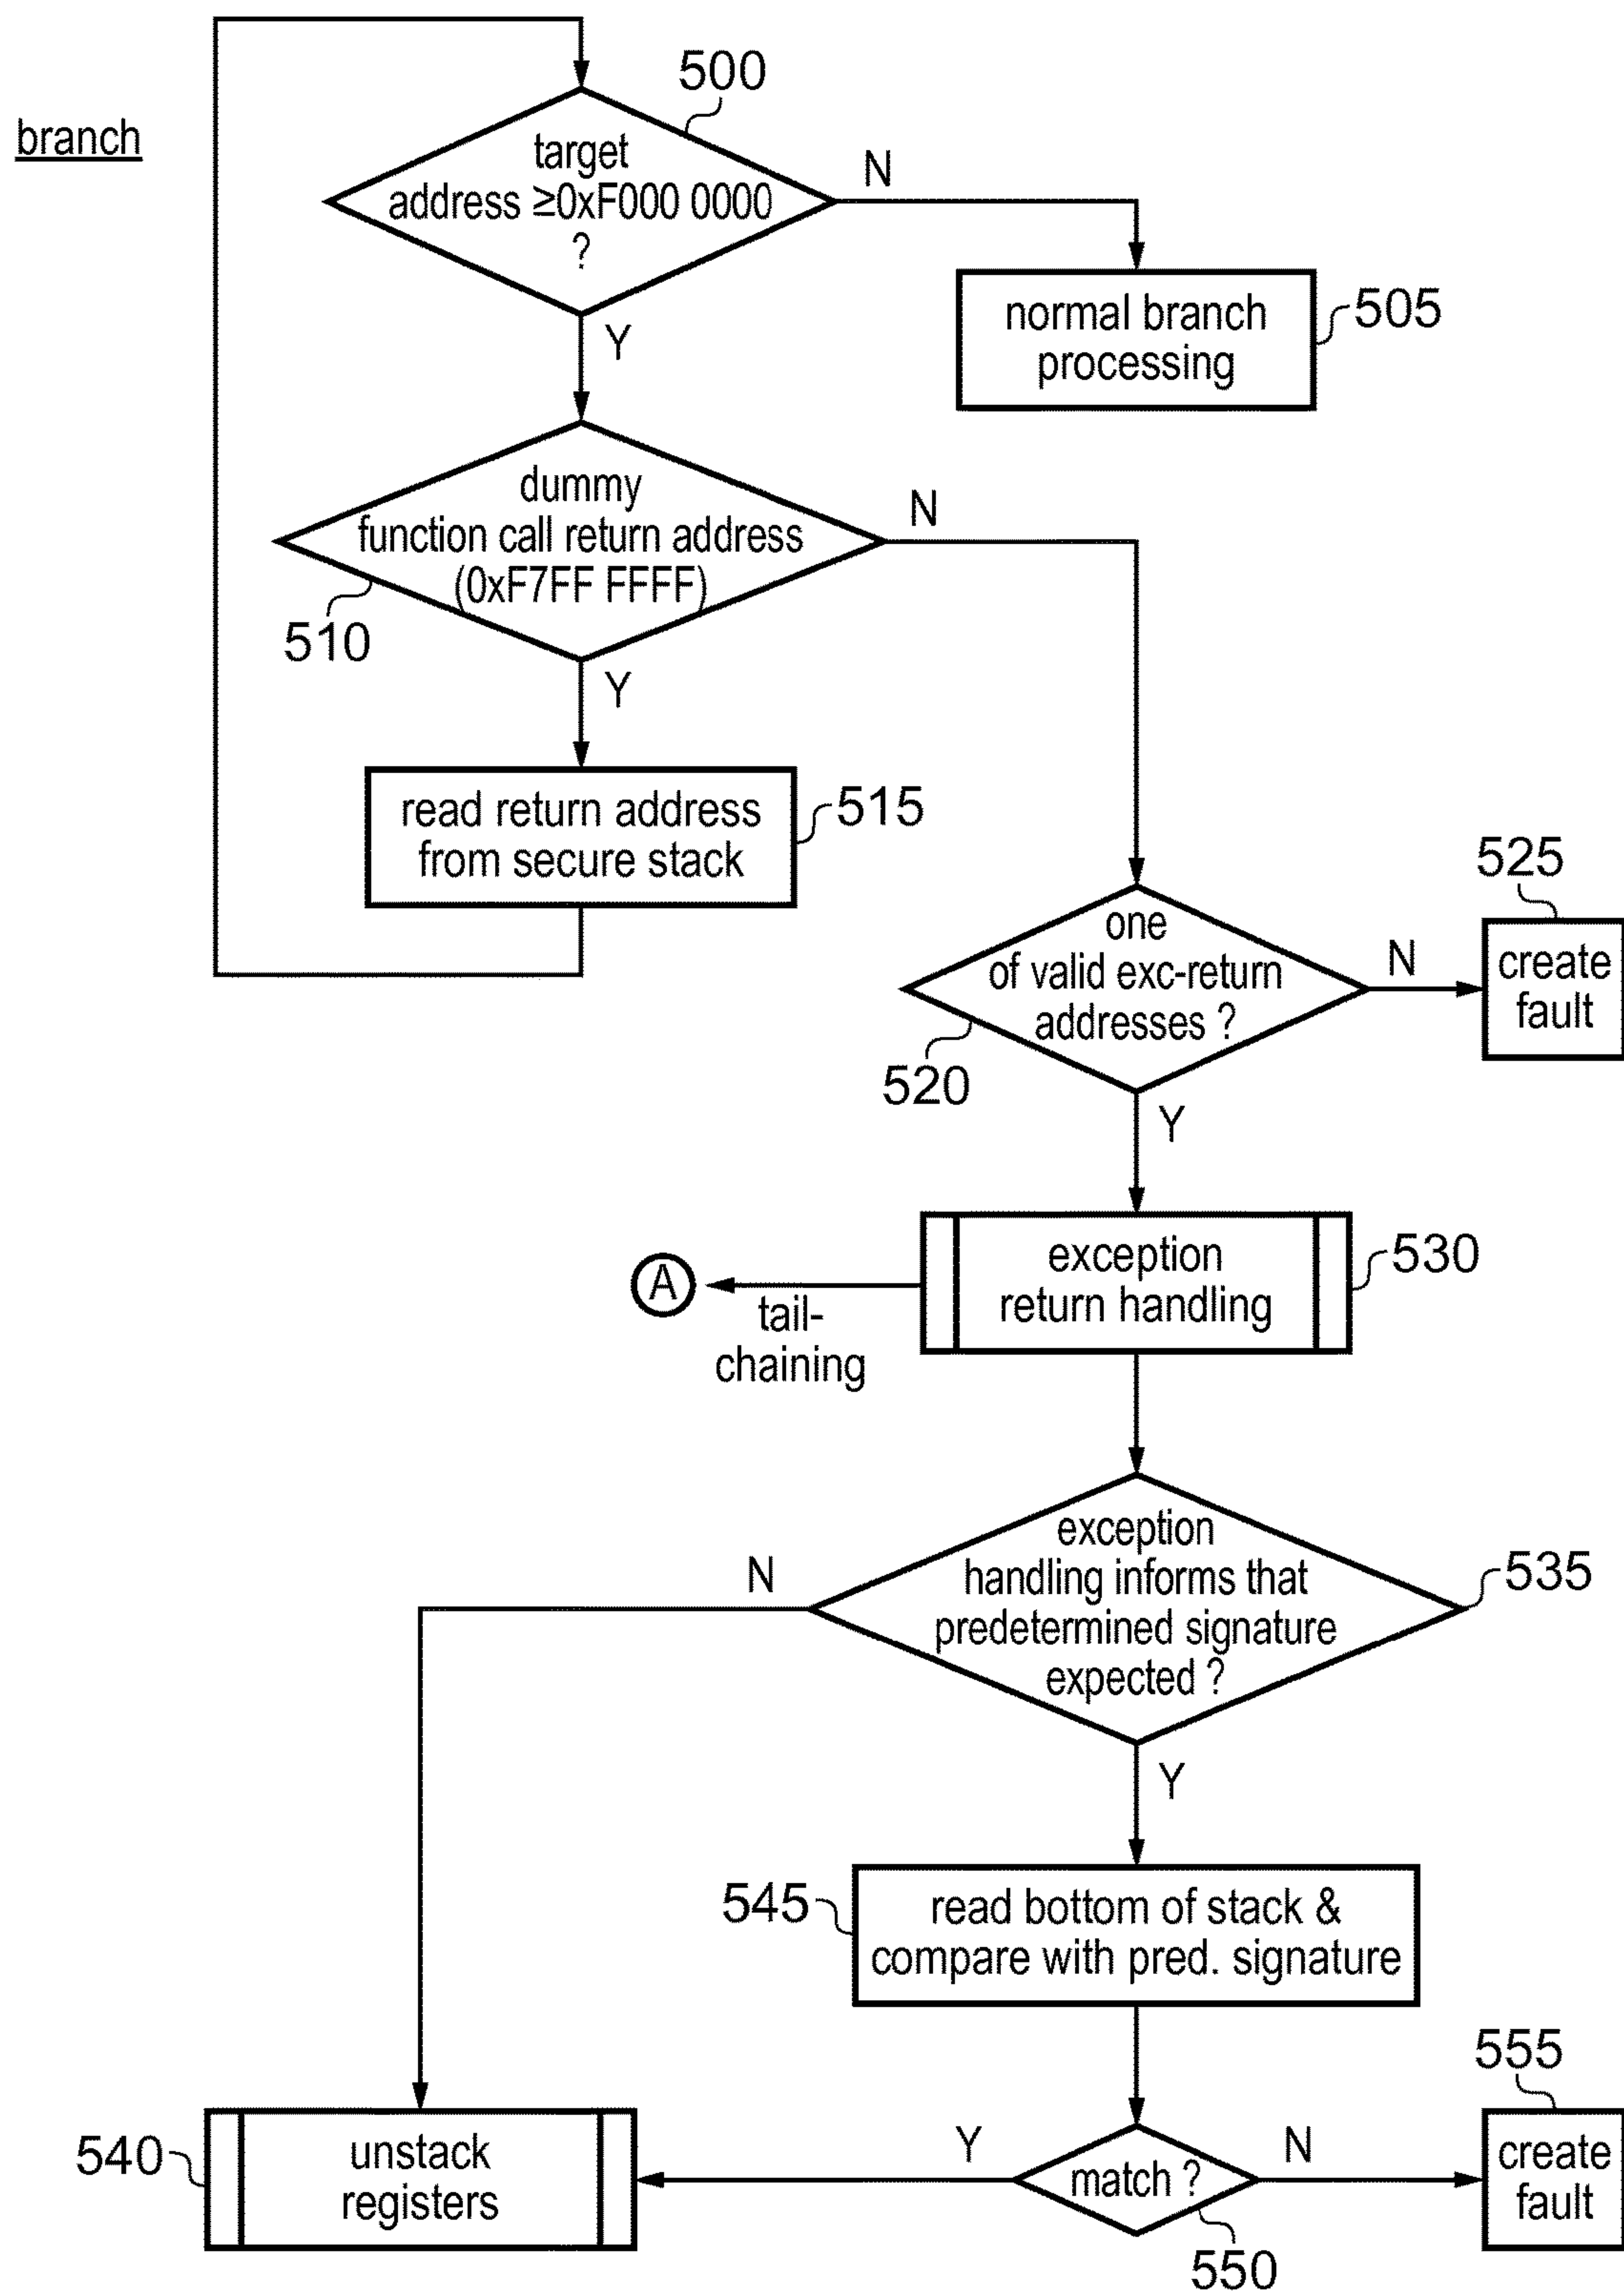 branch
500
target
address ≥0xF000 0000
?
N
Y
normal branch
processing
505
dummy
function call return address
(0xF7FF FFFF)
N
510
Y
read return address
from secure stack
515
one
of valid exc-return
addresses ?
N
525
create
fault
520
Y
exception
return handling
530
A
tail-
chaining
exception
handling informs that
predetermined signature
expected ?
N
535
Y
545
read bottom of stack &
compare with pred. signature
540
unstack
registers
Y
match ?
N
550
555
create
fault